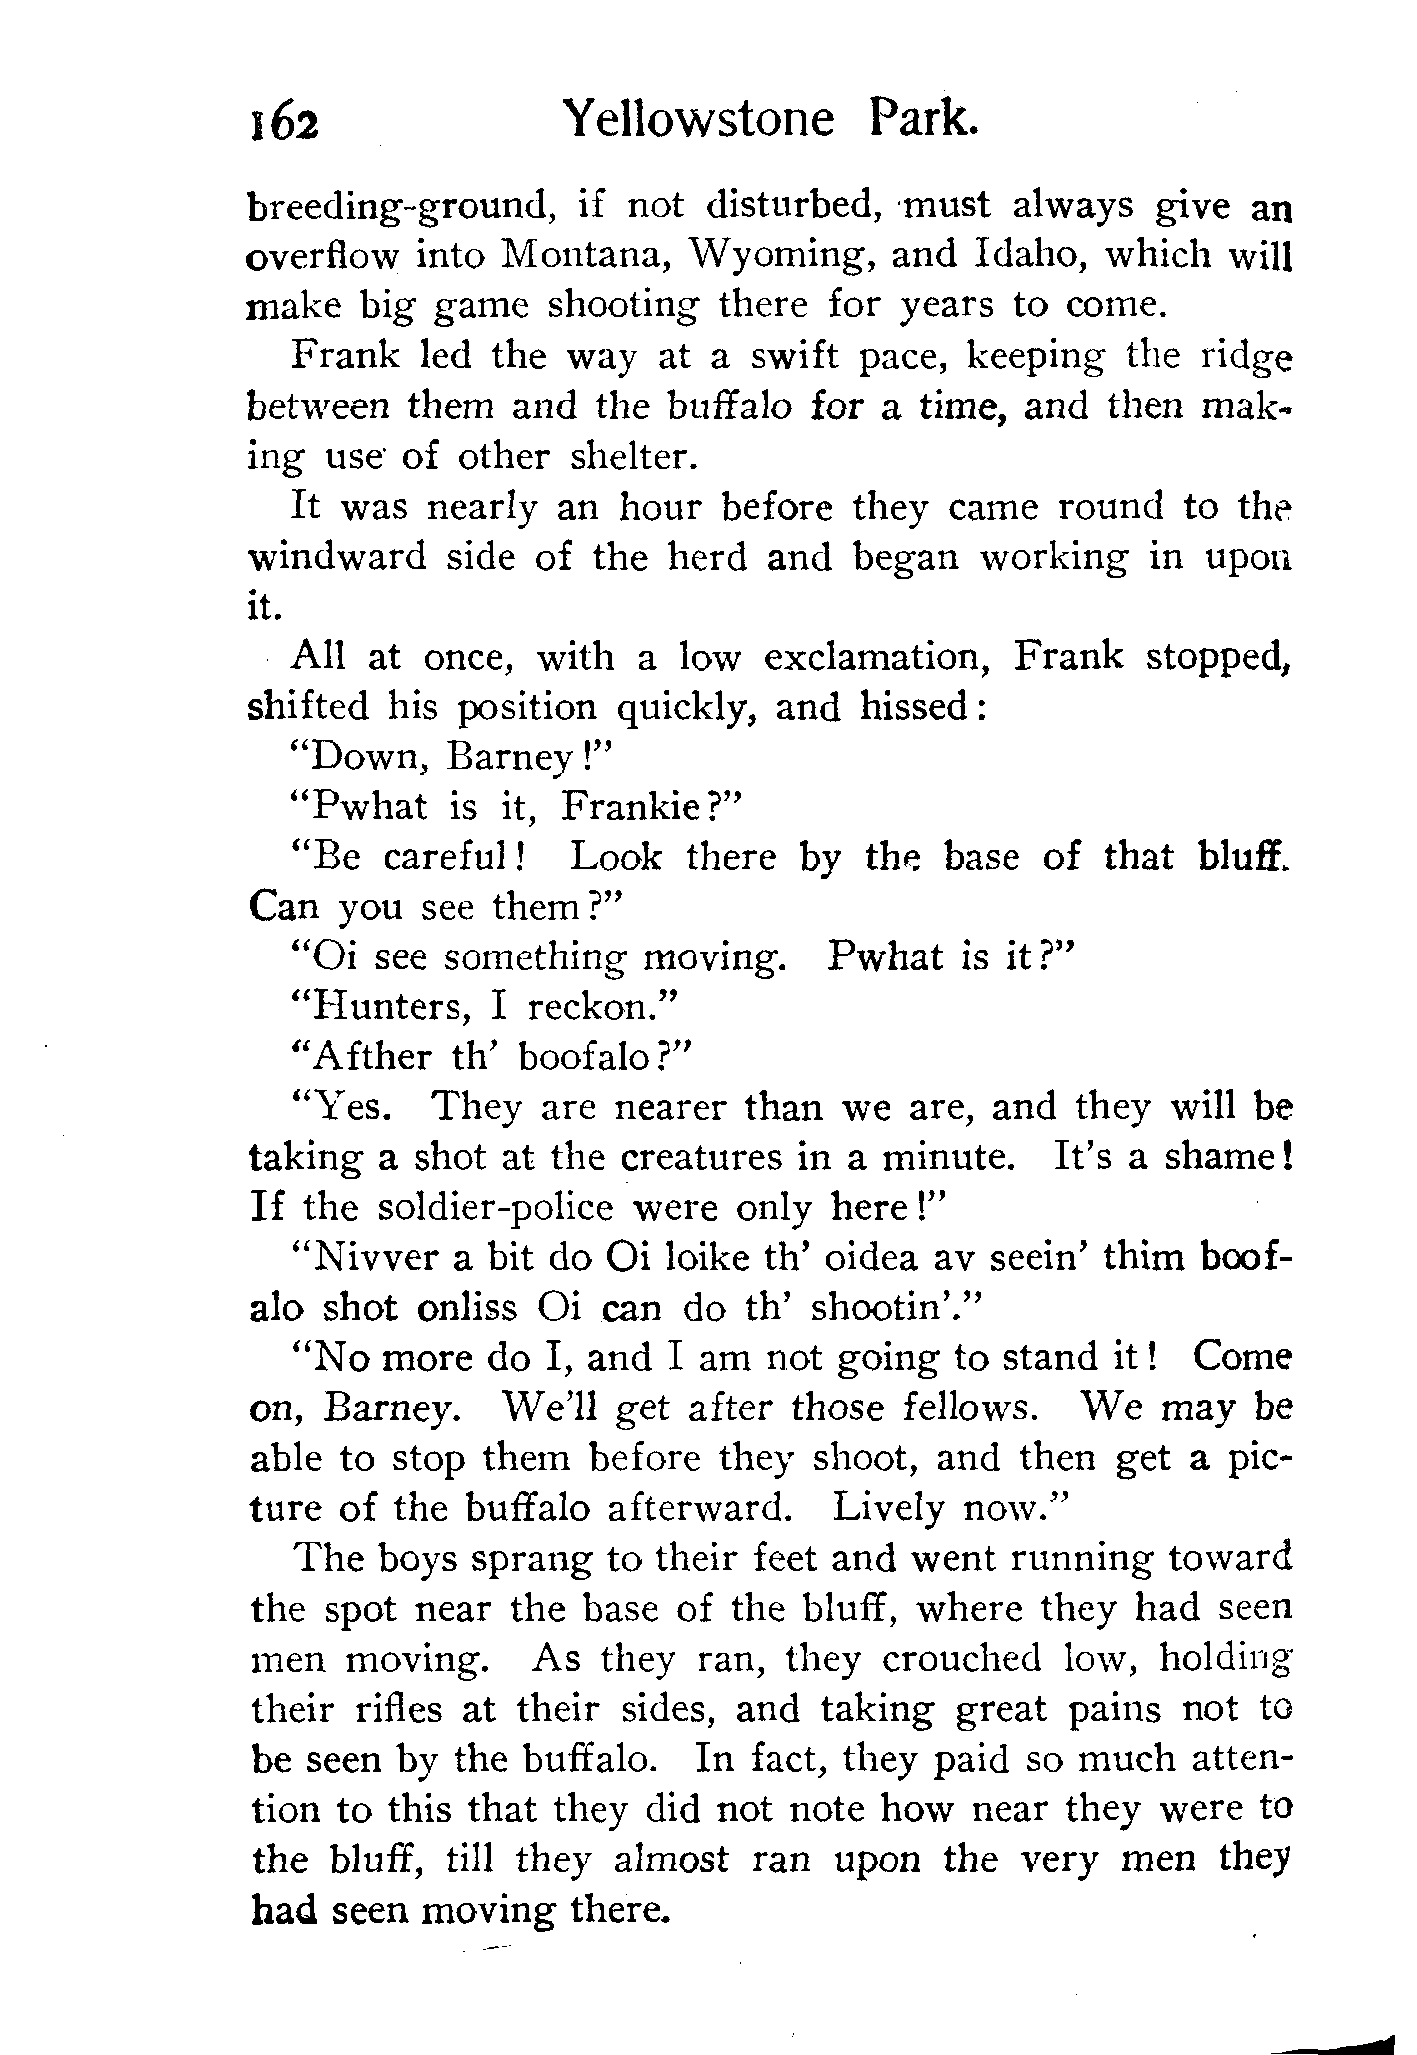 162 Yellowstone Park.
breeding-ground, if not disturbed, must always give an
overflow into Montana, Wyoming, and Idaho, which will
make big game shooting there for years to come.
Frank led the way at a swift pace, keeping the ridge
between them and the buffalo for a time, and then mak-
ing use of other shelter.
It was nearly an hour before they came round to the
windward side of the herd and began working in upon
it.
All at once, with a low exclamation, Frank stopped,
shifted his position quickly, and hissed:
"Down, Barney!"
"Pwhat is it, Frankie?"
"Be careful! Look there by the base of that bluff.
Can you see them?"
"Oi see something moving. Pwhat is it?"
"Hunters, I reckon."
"Afther th' boofalo?"
"Yes. They are nearer than we are, and they will be
taking a shot at the creatures in a minute. It's a shame!
If the soldier-police were only here!"
"Nivver a bit do Oi loike th' oidea av seein' thim boof-
alo shot onliss Oi can do th' shootin'."
"No more do I, and I am not going to stand it! Come
on, Barney. We'll get after those fellows. We may be
able to stop them before they shoot, and then get a pic-
ture of the buffalo afterward. Lively now."
The boys sprang to their feet and went running toward
the spot near the base of the bluff, where they had seen
men moving. As they ran, they crouched low, holding
their rifles at their sides, and taking great pains not to
be seen by the buffalo. In fact, they paid so much atten-
tion to this that they did not note how near they were to
the bluff, till they almost ran upon the very men they
had seen moving there.